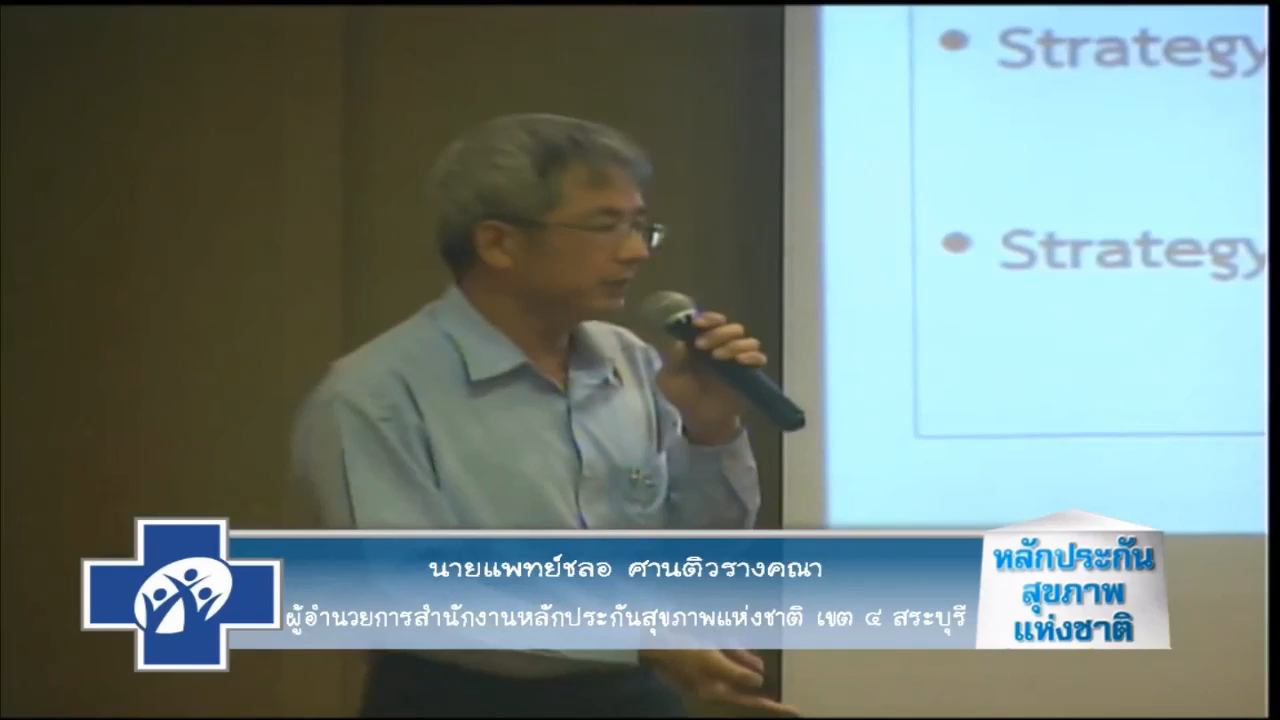 • Strategy
• Strategy
นายแพทย์ชลอ ศานติวรางคณา
ผู้อำนวยการสำนักงานหลักประกันสุขภาพแห่งชาติ เขต ๔ สระบุรี
หลักประกัน
สุขภาพ
แห่งชาติ